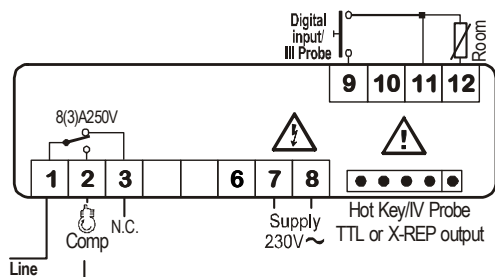 Digital
input/
III Probe
Room
9 10 11 12
8(3)A250V
1 2 3 6 7 8
Comp
N.C.
Supply
230V~
Hot Key/IV Probe
TTL or X-REP output
Line